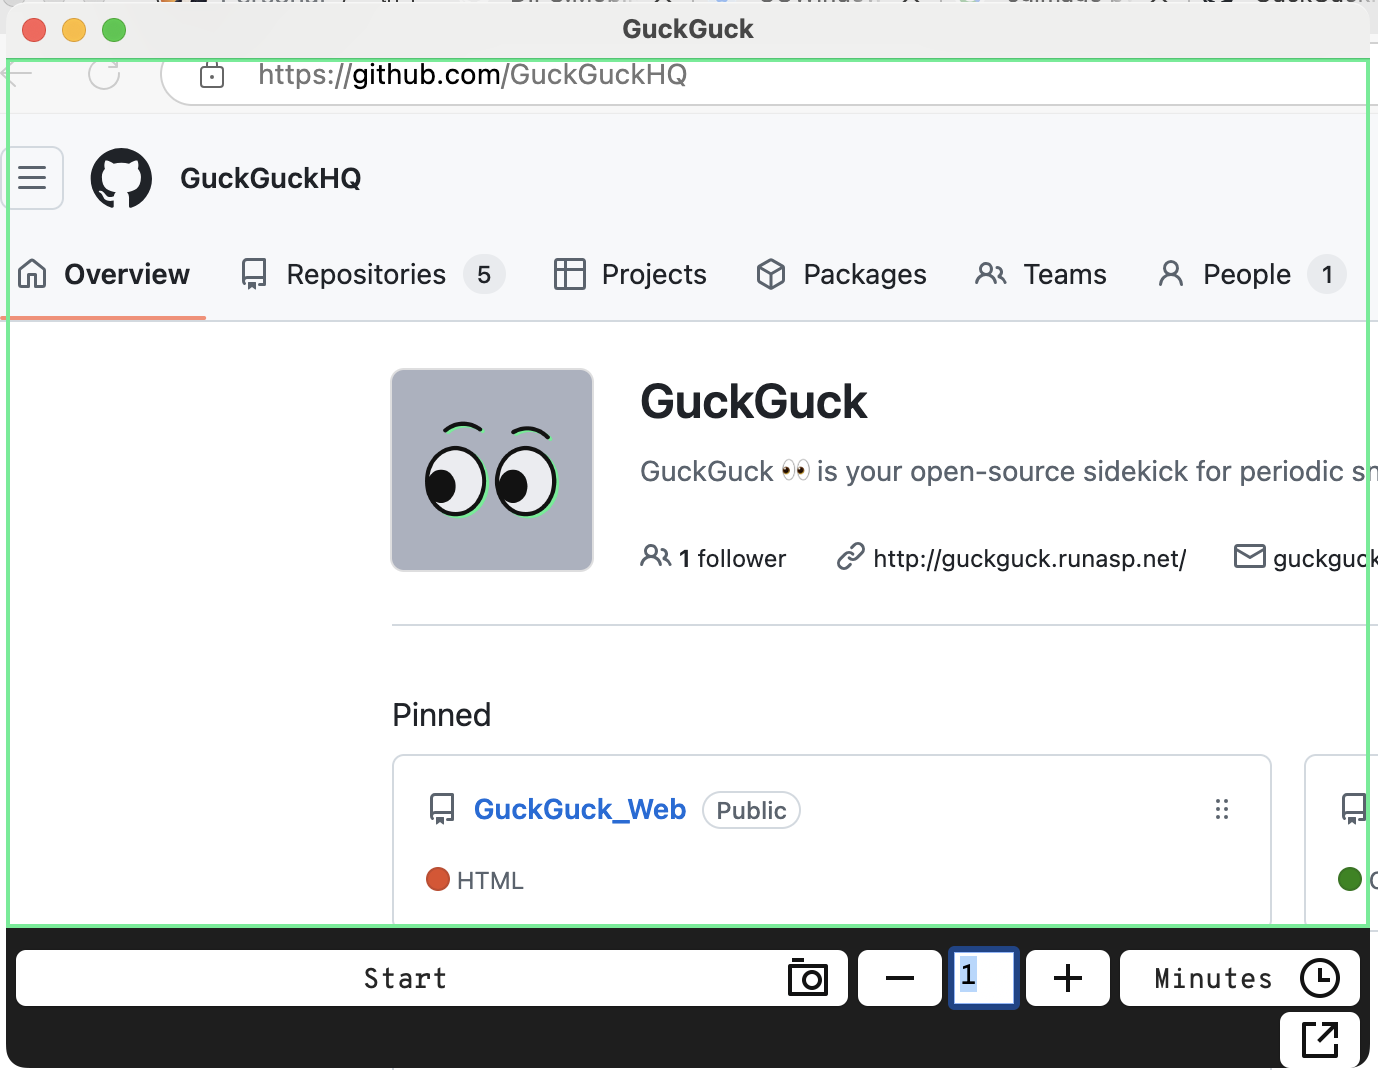 GuckGuck
https://github.com/GuckGuckHQ
GuckGuckHQ
Overview Repositories 5 Projects Packages Teams People 1
GuckGuck
GuckGuck 👀 is your open-source sidekick for periodic
1 follower http://guckguck.runasp.net/ guckguck
Pinned
GuckGuck_Web Public
HTML
Start 1 Minutes